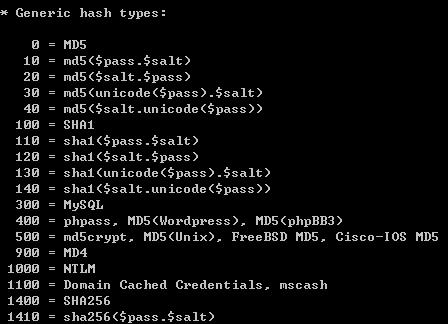 * Generic hash types:
0 = MD5
10 = md5($pass.$salt)
20 = md5($salt.$pass)
30 = md5(unicode($pass).$salt)
40 = md5($salt.unicode($pass))
100 = SHA1
110 = sha1($pass.$salt)
120 = sha1($salt.$pass)
130 = sha1(unicode($pass).$salt)
140 = sha1($salt.unicode($pass))
300 = MySQL
400 = phpass, MD5(Wordpress), MD5(phpBB3)
500 = md5crypt, MD5(Unix), FreeBSD MD5, Cisco-IOS MD5
900 = MD4
1000 = NTLM
1100 = Domain Cached Credentials, mscash
1400 = SHA256
1410 = sha256($pass.$salt)